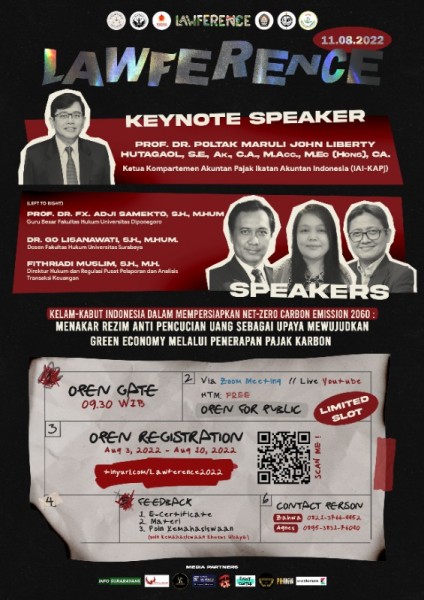 LAWFERENCE
11.08.2022
LAWFERENCE
KEYNOTE SPEAKER
PROF. DR. POLTAK MARULI JOHN LIBERTY
HUTAGAOL, S.E., AK., C.A., M.ACC., M.EC (HONS), CA.
Ketua Kompartemen Akuntan Pajak Ikatan Akuntan Indonesia (IAI-KAPj)
(LEFT TO RIGHT)
PROF. DR. FX. ADJI SAMEKTO, S.H., M.HUM
Guru Besar Fakultas Hukum Universitas Diponegoro
DR. GO LISANAWATI, S.H., M.HUM.
Dosen Fakultas Hukum Universitas Surabaya
FITHRIADI MUSLIM, S.H., M.H.
Direktur Hukum dan Regulasi Pusat Pelaporan dan Analisis
Transaksi Keuangan
SPEAKERS
KELAM-KABUT INDONESIA DALAM MEMPERSIAPKAN NET-ZERO CARBON EMISSION 2060 :
MENAKAR REZIM ANTI PENCUCIAN UANG SEBAGAI UPAYA MEWUJUDKAN
GREEN ECONOMY MELALUI PENERAPAN PAJAK KARBON
1
OPEN GATE
09.30 WIB
2
Via Zoom Meeting // Live Youtube
HTM: FREE
OPEN FOR PUBLIC
LIMITED
SLOT
3
OPEN REGISTRATION
Aug 3, 2022 - Aug 10, 2022
tinyurl.com/Lawference2022
SCAN ME !
4
FEEDBACK
1. E-Certificate
2. Materi
3. Poin Kemahasiswaan
6
CONTACT PERSON
Agnes
MEDIA PARTNERS
INFO SURABAYA